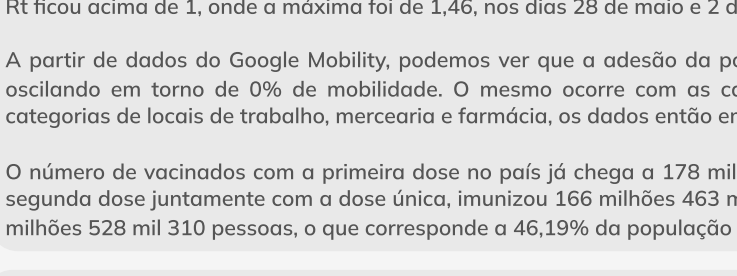 Rt ficou acima de 1, onde a máxima foi de 1,46, nos dias 28 de maio e 2
A partir de dados do Google Mobility, podemos ver que a adesão da
oscilando em torno de 0% de mobilidade. O mesmo ocorre com as
categorias de locais de trabalho, mercearia e farmácia, os dados então
O número de vacinados com a primeira dose no país já chega a 178
segunda dose juntamente com a dose única, imunizou 166 milhões 463
milhões 528 mil 310 pessoas, o que corresponde a 46,19% da população